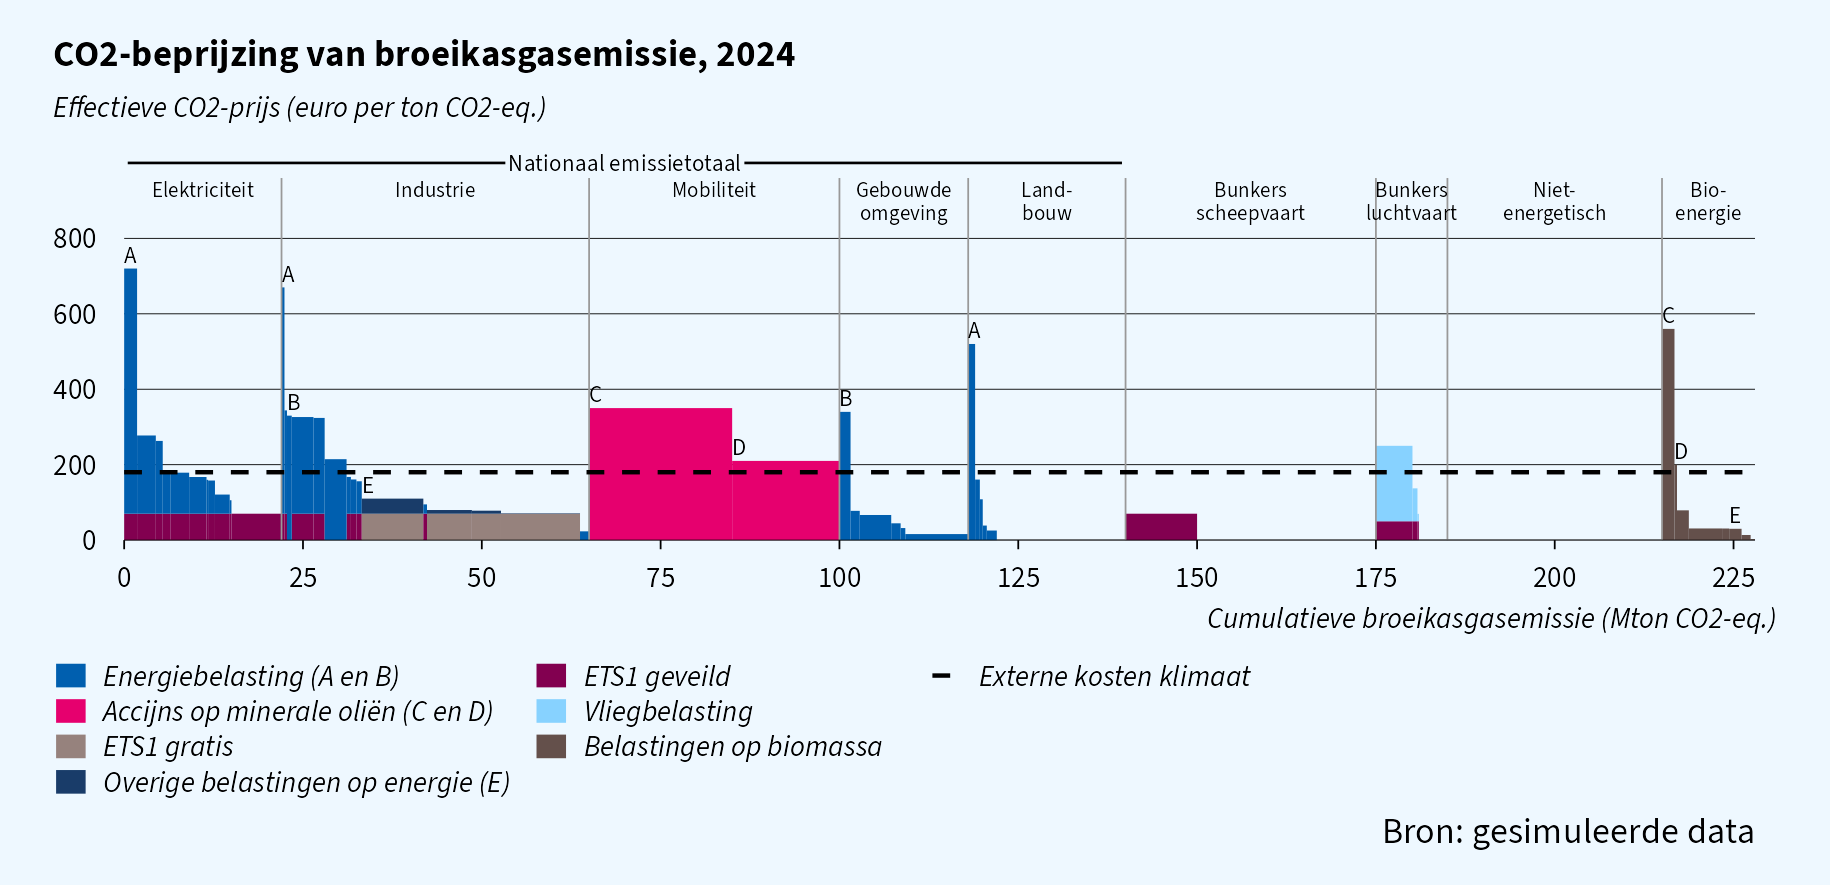 CO2-beprijzing van broeikasgasemissie, 2024
Effectieve CO2-prijs (euro per ton CO2-eq.)
Nationaal emissietotaal
Elektriciteit
Industrie
Mobiliteit
Gebouwde
omgeving
Land-
bouw
Bunkers
scheepvaart
Bunkers
luchtvaart
Niet-
energetisch
Bio-
energie
800
600
400
200
0
A
A
B
E
C
D
B
A
C
D
E
0
25
50
75
100
125
150
175
200
225
Cumulatieve broeikasgasemissie (Mton CO2-eq.)
Energiebelasting (A en B)
Accijns op minerale oliën (C en D)
ETS1 gratis
Overige belastingen op energie (E)
ETS1 geveild
Vliegbelasting
Belastingen op biomassa
Externe kosten klimaat
Bron: gesimuleerde data